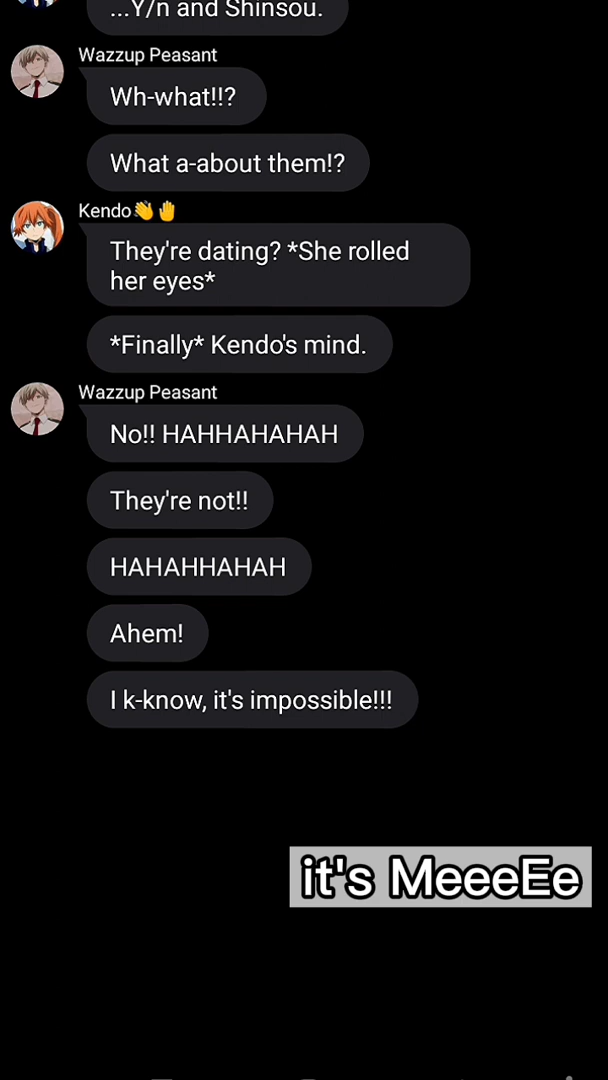 ...Y/n and Shinsou.
Wazzup Peasant
Wh-what!!?
What a-about them!?
Kendo👋🤚
They're dating? *She rolled
her eyes*
*Finally* Kendo's mind.
Wazzup Peasant
No!! HAHHAHAHAH
They're not!!
HAHAHHAHAH
Ahem!
I k-know, it's impossible!!!
it's MeeeEe